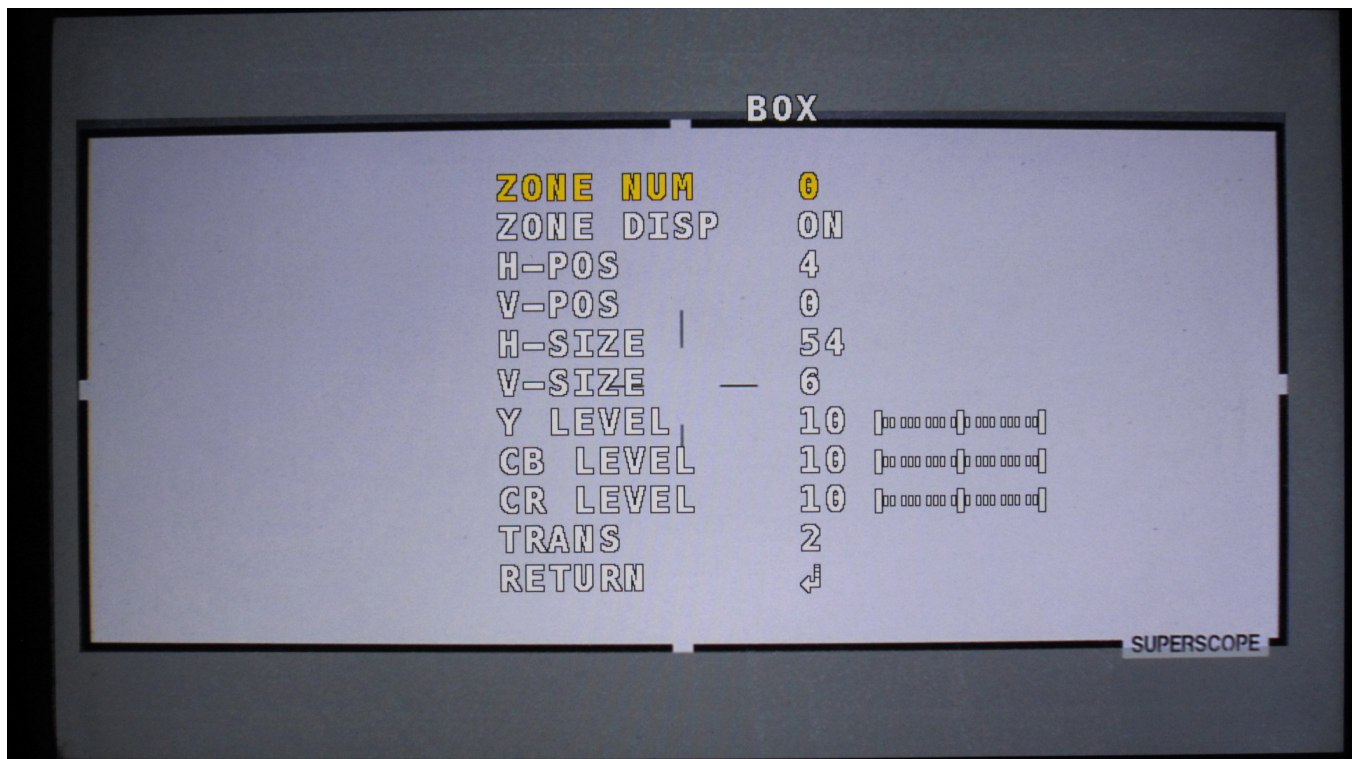 BOX
ZONE NUM 0
ZONE DISP ON
H-POS 4
V-POS 0
H-SIZE 54
V-SIZE 6
Y LEVEL 10
CB LEVEL 10
CR LEVEL 10
TRANS 2
RETURN ↲
SUPERSCOPE